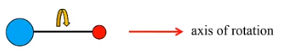 axis of rotation